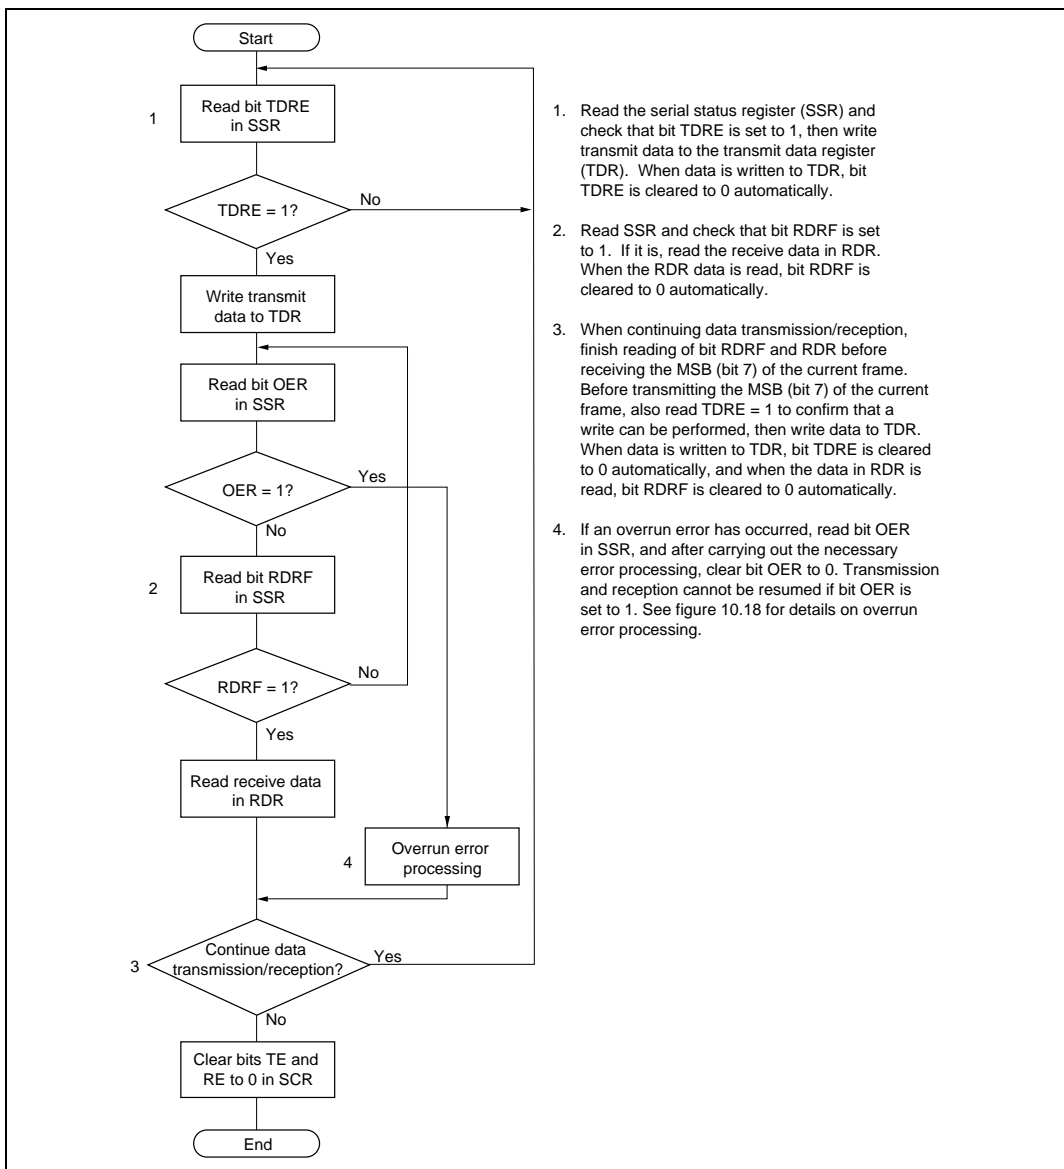 Start
1
Read bit TDRE
in SSR
TDRE = 1?
No
Yes
Write transmit
data to TDR
Read bit OER
in SSR
OER = 1?
Yes
No
2
Read bit RDRF
in SSR
RDRF = 1?
No
Yes
Read receive data
in RDR
4
Overrun error
processing
3
Continue data
transmission/reception?
Yes
No
Clear bits TE and
RE to 0 in SCR
End
1. Read the serial status register (SSR) and
check that bit TDRE is set to 1, then write
transmit data to the transmit data register
(TDR). When data is written to TDR, bit
TDRE is cleared to 0 automatically.
2. Read SSR and check that bit RDRF is set
to 1. If it is, read the receive data in RDR.
When the RDR data is read, bit RDRF is
cleared to 0 automatically.
3. When continuing data transmission/reception,
finish reading of bit RDRF and RDR before
receiving the MSB (bit 7) of the current frame.
Before transmitting the MSB (bit 7) of the current
frame, also read TDRE = 1 to confirm that a
write can be performed, then write data to TDR.
When data is written to TDR, bit TDRE is cleared
to 0 automatically, and when the data in RDR is
read, bit RDRF is cleared to 0 automatically.
4. If an overrun error has occurred, read bit OER
in SSR, and after carrying out the necessary
error processing, clear bit OER to 0. Transmission
and reception cannot be resumed if bit OER is
set to 1. See figure 10.18 for details on overrun
error processing.